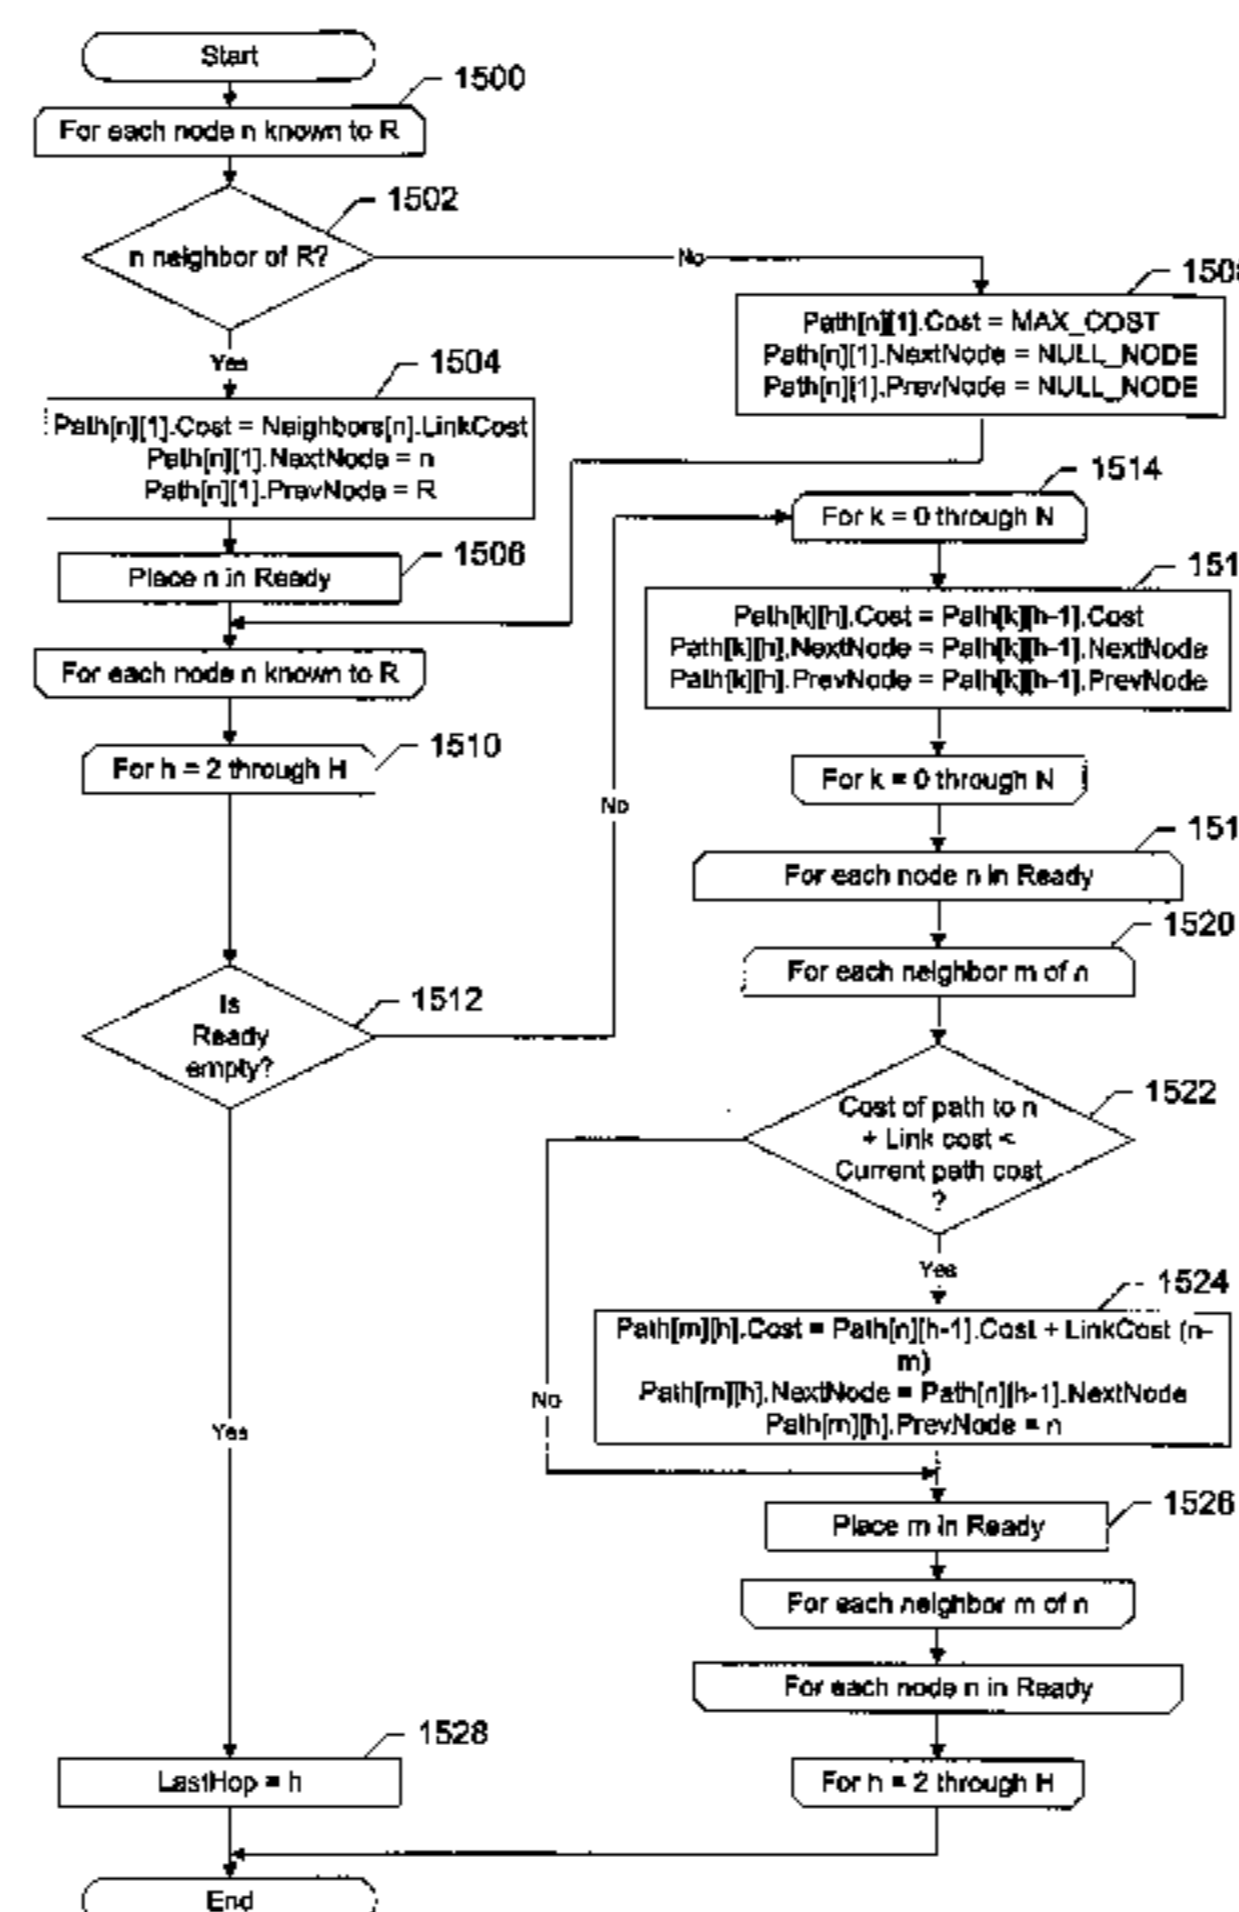 Start
1500
For each node n known to R
1502
n neighbor of R?
No
Yes
150
Path[n][1].Cost = MAX_COST
Path[n][1].NextNode = NULL_NODE
Path[n][1].PrevNode = NULL_NODE
1504
Path[n][1].Cost = Neighbors[n].LinkCost
Path[n][1].NextNode = n
Path[n][1].PrevNode = R
1506
Place n in Ready
For each node n known to R
1510
For h = 2 through H
1512
Is
Ready
empty?
No
Yes
1514
For k = 0 through N
151
Path[k][h].Cost = Path[k][h-1].Cost
Path[k][h].NextNode = Path[k][h-1].NextNode
Path[k][h].PrevNode = Path[k][h-1].PrevNode
For k = 0 through N
151
For each node n in Ready
1520
For each neighbor m of n
1522
Cost of path to n
+ Link cost <
Current path cost
?
Yes
No
1524
Path[m][h].Cost = Path[n][h-1].Cost + LinkCost (n-
m)
Path[m][h].NextNode = Path[n][h-1].NextNode
Path[m][h].PrevNode = n
1526
Place m in Ready
For each neighbor m of n
For each node n in Ready
For h = 2 through H
1528
LastHop = h
End